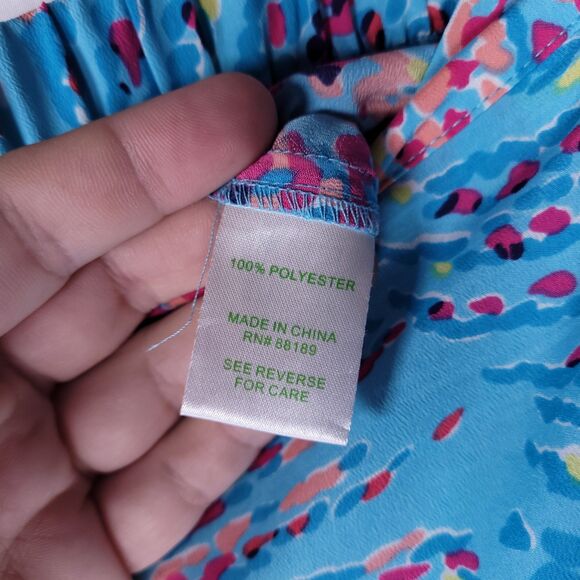 100% POLYESTER
MADE IN CHINA
RN# 88189
SEE REVERSE
FOR CARE